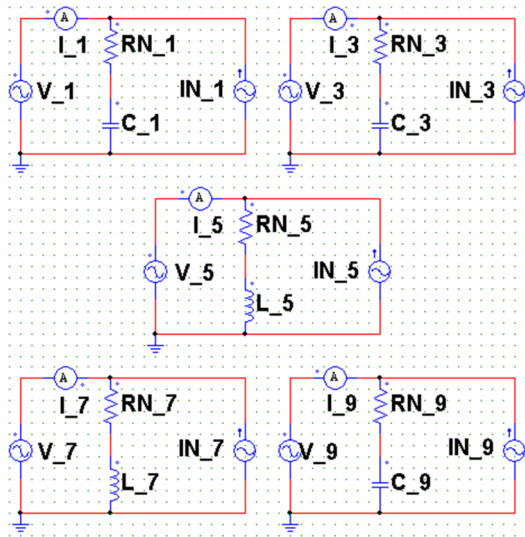 A A
I_1 RN_1 I_3 RN_3
V_1 IN_1 V_3 IN_3
C_1 C_3
A
I_5 RN_5
V_5 IN_5
L_5
A A
I_7 RN_7 I_9 RN_9
V_7 IN_7 V_9 IN_9
L_7 C_9